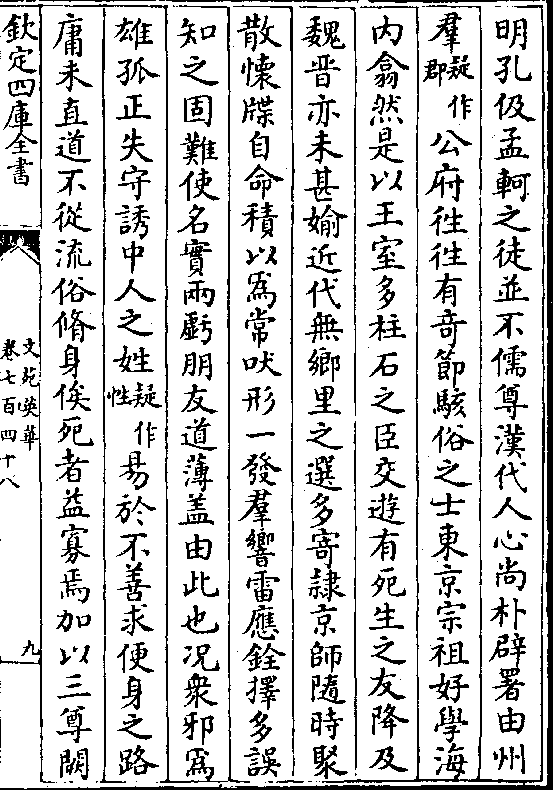 明孔伋孟軻之徒並不儒尊漢代人心尚朴辟署由州
羣疑作郡公府徃徃有竒節駭俗之士東京宗祖好學海
内翕然是以王室多柱石之臣交遊有死生之友降及
魏晉亦未甚媮近代無鄉里之選多寄隷京師隨時聚
散懷牒自命積以爲常吠形一發羣響雷應銓擇多誤
知之固難使名實兩虧朋友道薄盖由此也况衆邪爲
雄孤正失守誘中人之姓疑作性易於不善求便身之路
庸未直道不從流俗脩身俟死者益寡焉加以三尊闕
欽定四庫全書
文苑英華
卷七百四十八
九